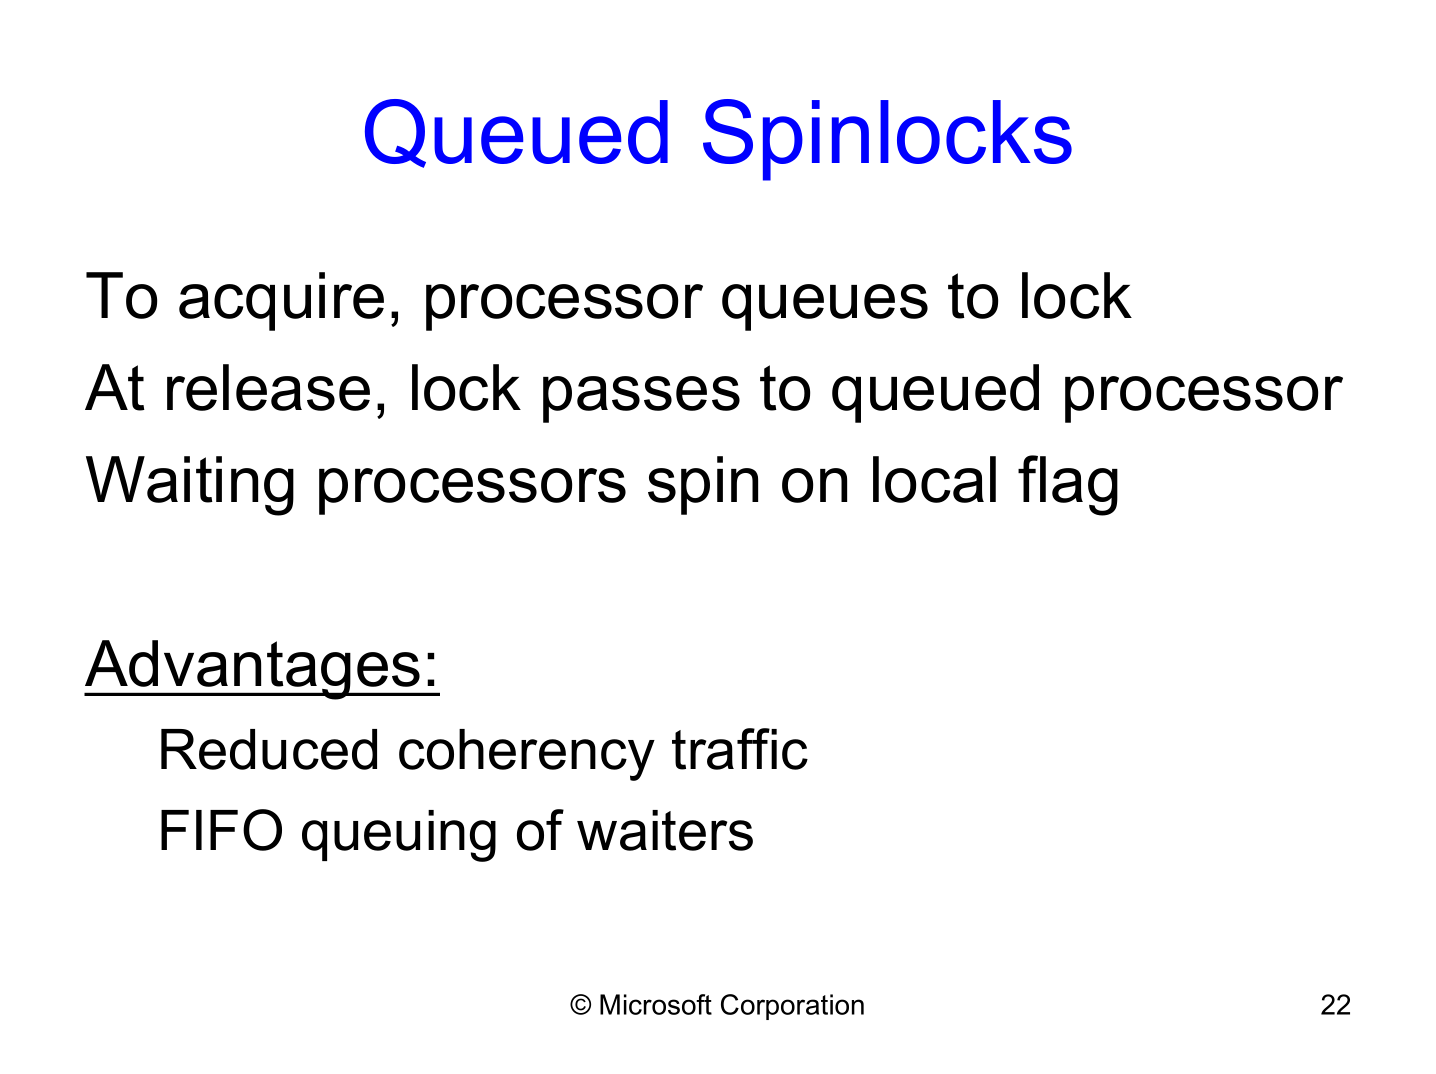 Queued Spinlocks
To acquire, processor queues to lock
At release, lock passes to queued processor
Waiting processors spin on local flag
Advantages:
Reduced coherency traffic
FIFO queuing of waiters
© Microsoft Corporation
22